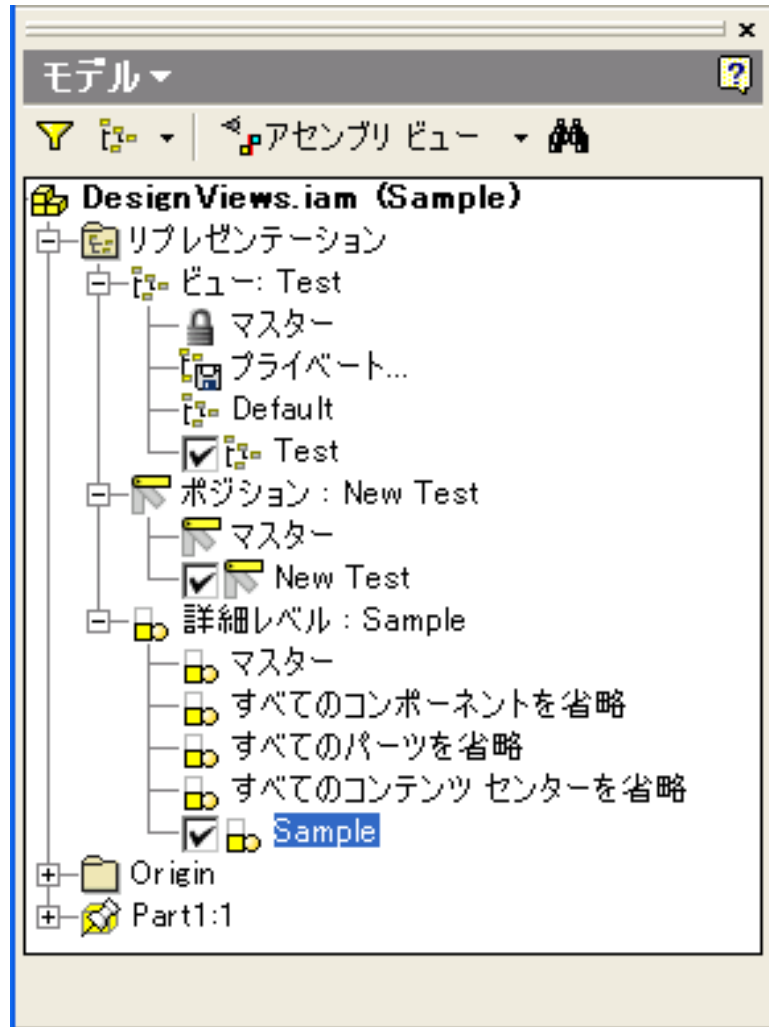 モデル
アセンブリ ビュー
DesignViews.iam (Sample)
リプレゼンテーション
ビュー: Test
マスター
プライベート...
Default
Test
ポジション : New Test
マスター
New Test
詳細レベル : Sample
マスター
すべてのコンポーネントを省略
すべてのパーツを省略
すべてのコンテンツ センターを省略
Sample
Origin
Part1:1